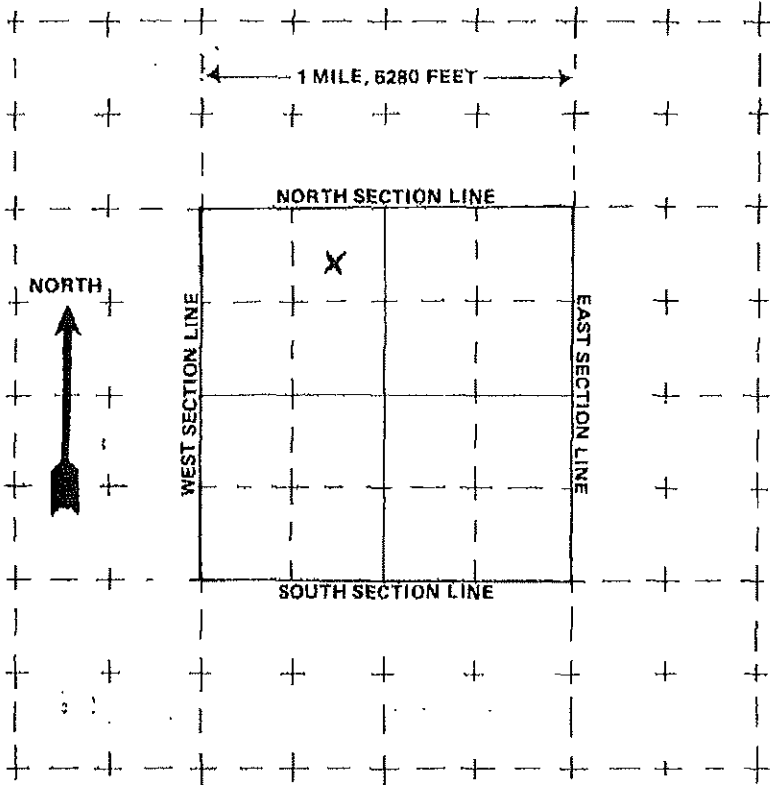 1 MILE, 5280 FEET
NORTH SECTION LINE
X
NORTH
WEST SECTION LINE
EAST SECTION LINE
SOUTH SECTION LINE